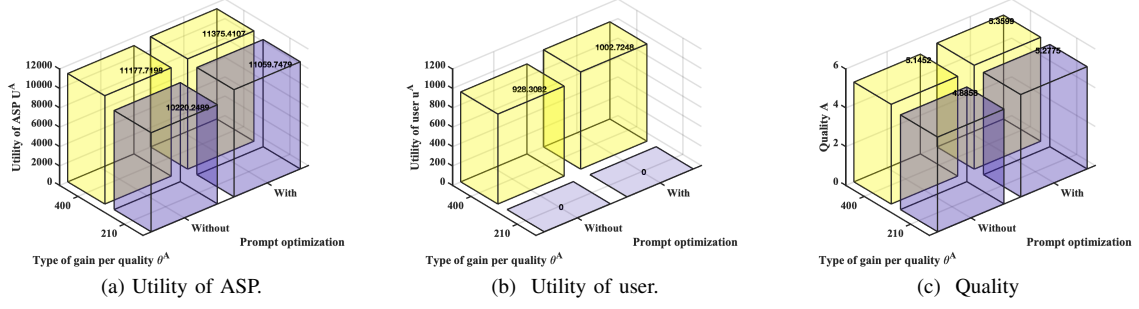 11375.4107
11177.7198
11059.7479
10220.2489
12000
10000
8000
6000
4000
2000
0
Utility of ASP U^A
400
210
With
Without
Prompt optimization
Type of gain per quality θ^A
(a) Utility of ASP.
1002.7248
928.3082
0
0
1200
1000
800
600
400
200
0
Utility of user u^A
400
210
With
Without
Prompt optimization
Type of gain per quality θ^A
(b) Utility of user.
5.3599
5.1452
5.2775
4.8858
6
4
2
0
Quality A
400
210
With
Without
Prompt optimization
Type of gain per quality θ^A
(c) Quality